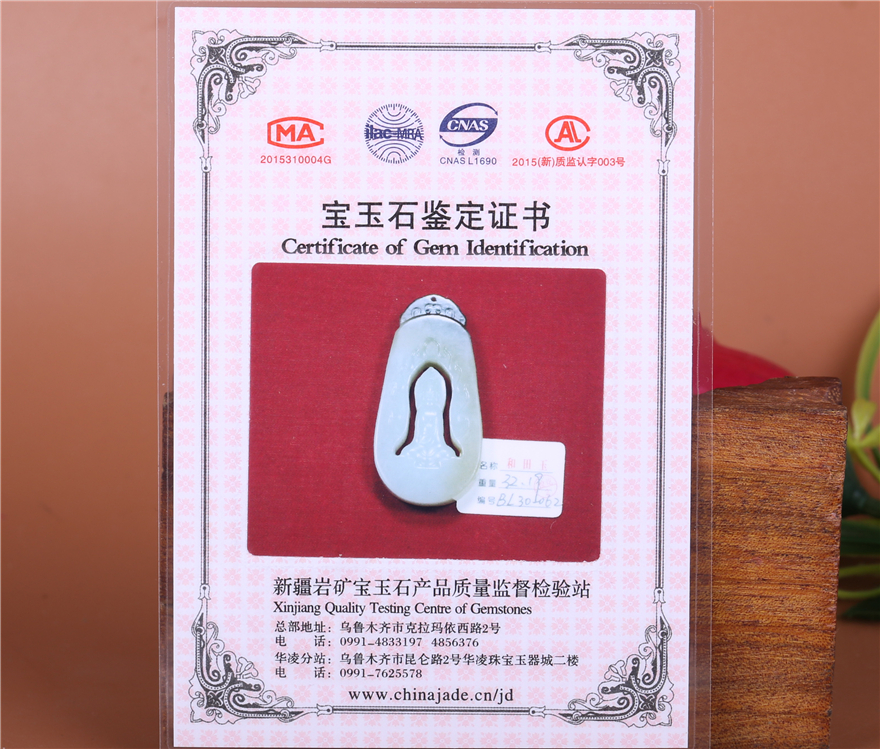 MA
ilac-MRA
CNAS
检 测
CNAS L1690
AL
2015310004G
2015(新)质监认字003号
宝玉石鉴定证书
Certificate of Gem Identification
名称
重量 32.19
编号
新疆岩矿宝玉石产品质量监督检验站
Xinjiang Quality Testing Centre of Gemstones
总部地址：乌鲁木齐市克拉玛依西路2号
电　　话：0991-4833197 4856376
华凌分站：乌鲁木齐市昆仑路2号华凌珠宝玉器城二楼
电　　话：0991-7625578
www.chinajade.cn/jd